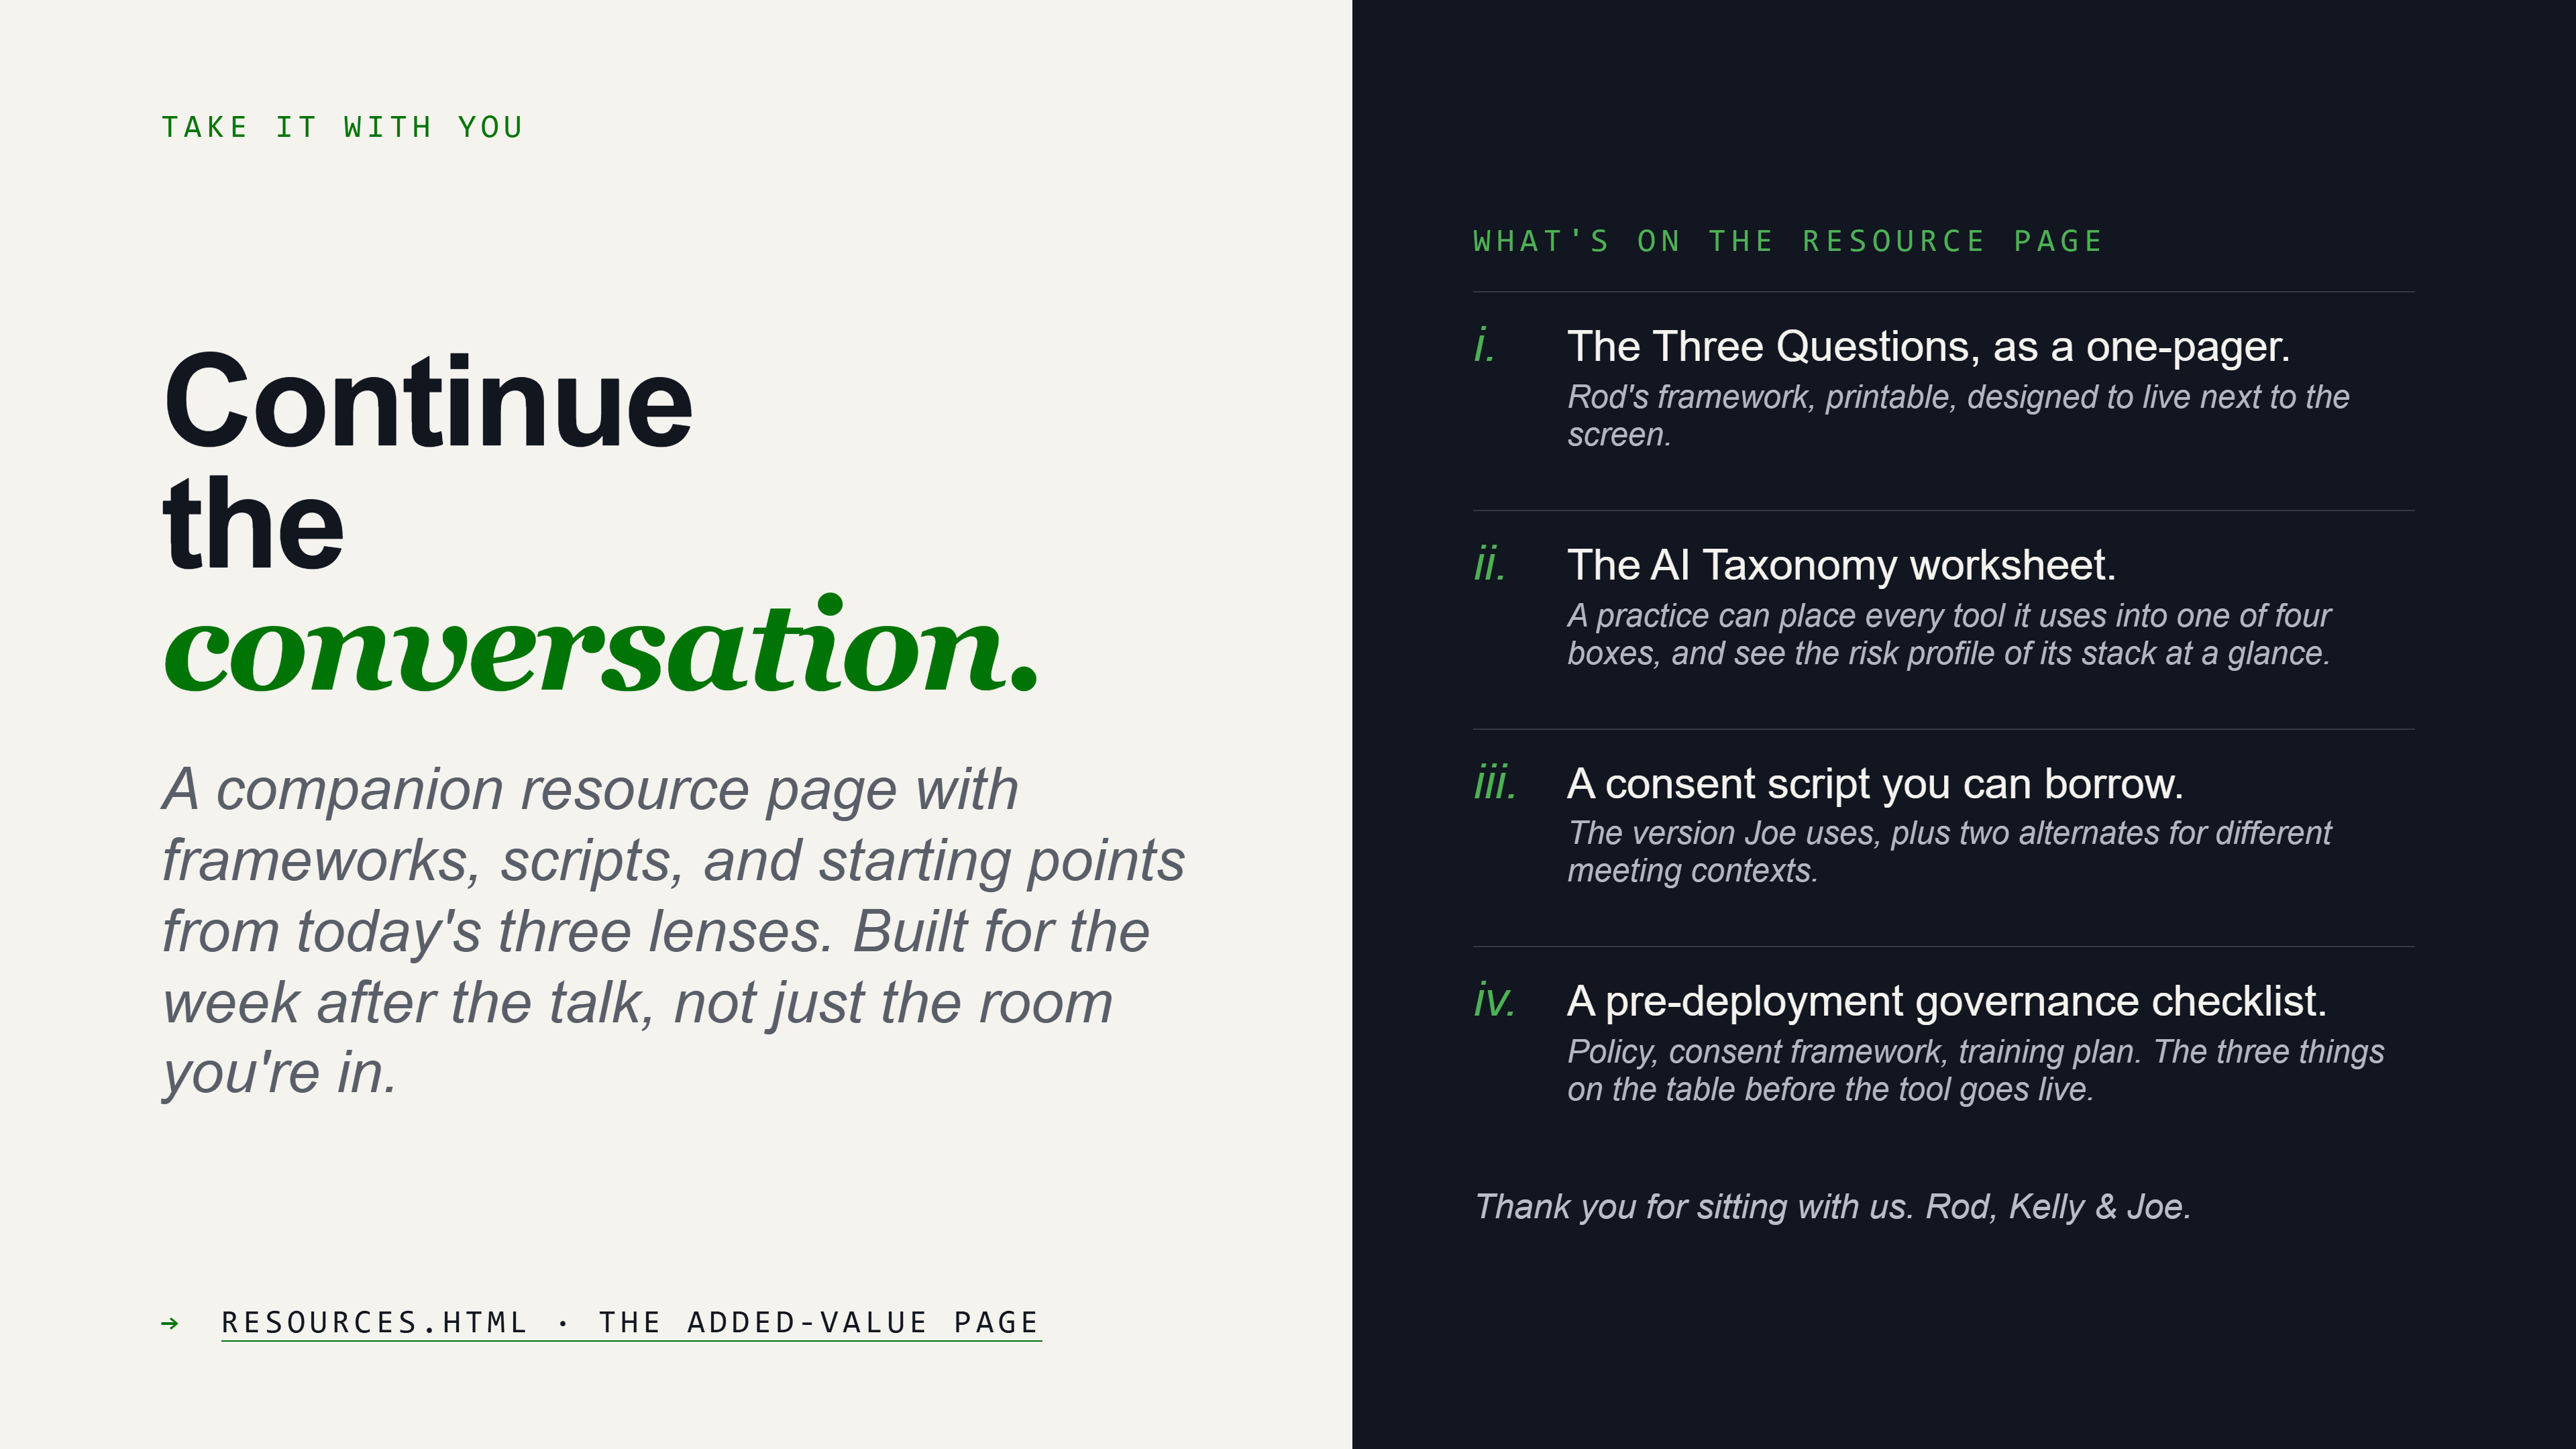 TAKE IT WITH YOU
Continue
the
conversation.
A companion resource page with
frameworks, scripts, and starting points
from today's three lenses. Built for the
week after the talk, not just the room
you're in.
→ RESOURCES.HTML · THE ADDED-VALUE PAGE
WHAT'S ON THE RESOURCE PAGE
i. The Three Questions, as a one-pager.
Rod's framework, printable, designed to live next to the
screen.
ii. The AI Taxonomy worksheet.
A practice can place every tool it uses into one of four
boxes, and see the risk profile of its stack at a glance.
iii. A consent script you can borrow.
The version Joe uses, plus two alternates for different
meeting contexts.
iv. A pre-deployment governance checklist.
Policy, consent framework, training plan. The three things
on the table before the tool goes live.
Thank you for sitting with us. Rod, Kelly & Joe.